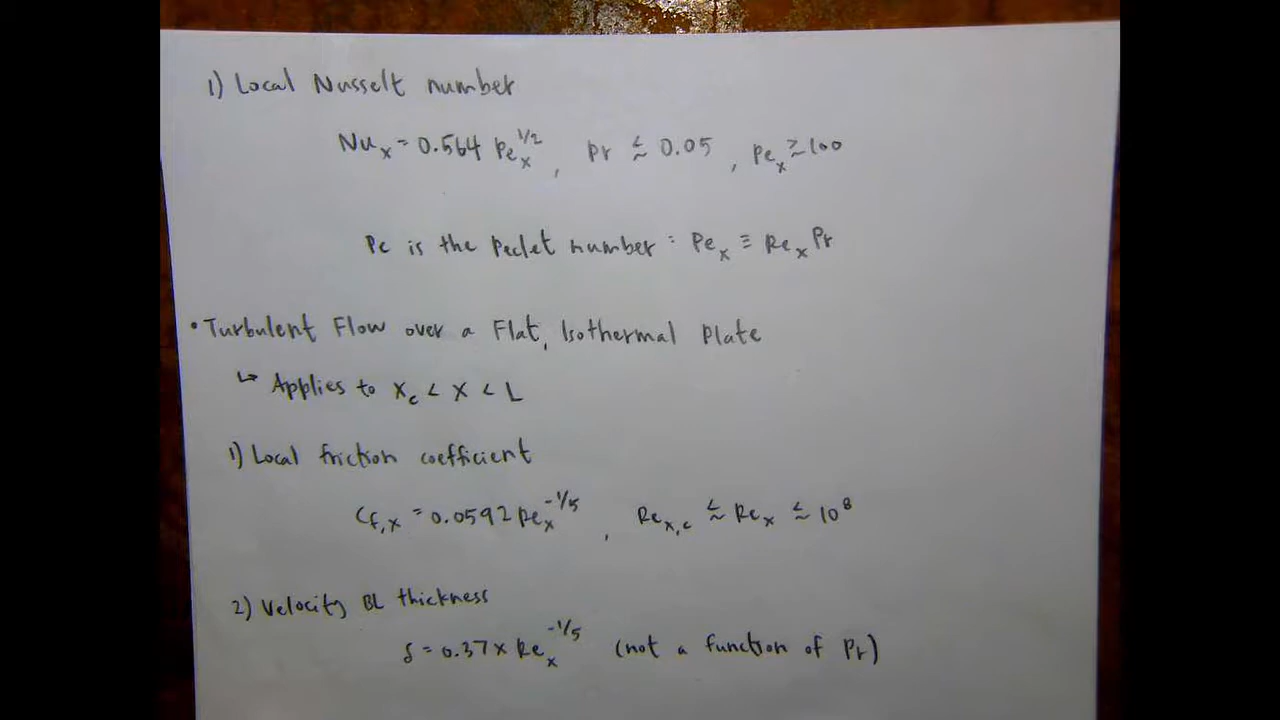 1) Local Nusselt number
Nu_x = 0.564 Pe_x^{1/2}, Pr ≲ 0.05, Pe_x ≳ 100
Pe is the Peclet number: Pe_x ≡ Re_x Pr
• Turbulent Flow over a Flat, Isothermal Plate
↳ Applies to x_c < x < L
1) Local friction coefficient
C_{f,x} = 0.0592 Re_x^{-1/5}, Re_{x,c} ≲ Re_x ≲ 10^8
2) Velocity BL thickness
δ = 0.37 x Re_x^{-1/5} (not a function of Pr)